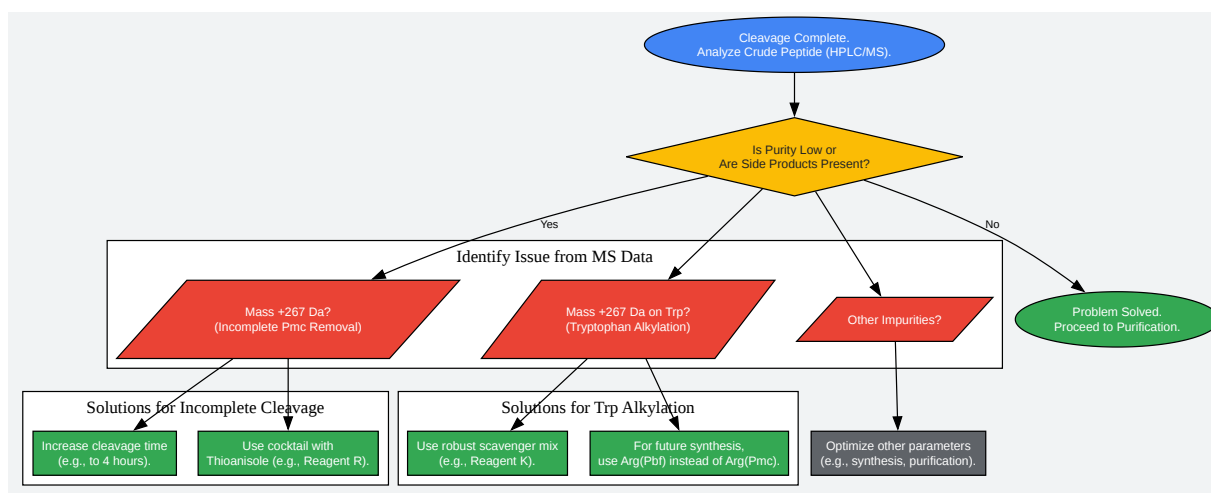 Cleavage Complete.
Analyze Crude Peptide (HPLC/MS).
Is Purity Low or
Are Side Products Present?
Yes
No
Identify Issue from MS Data
Mass +267 Da?
(Incomplete Pmc Removal)
Mass +267 Da on Trp?
(Tryptophan Alkylation)
Other Impurities?
Problem Solved.
Proceed to Purification.
Solutions for Incomplete Cleavage
Increase cleavage time
(e.g., to 4 hours).
Use cocktail with
Thioanisole (e.g., Reagent R).
Solutions for Trp Alkylation
Use robust scavenger mix
(e.g., Reagent K).
For future synthesis,
use Arg(Pbf) instead of Arg(Pmc).
Optimize other parameters
(e.g., synthesis, purification).